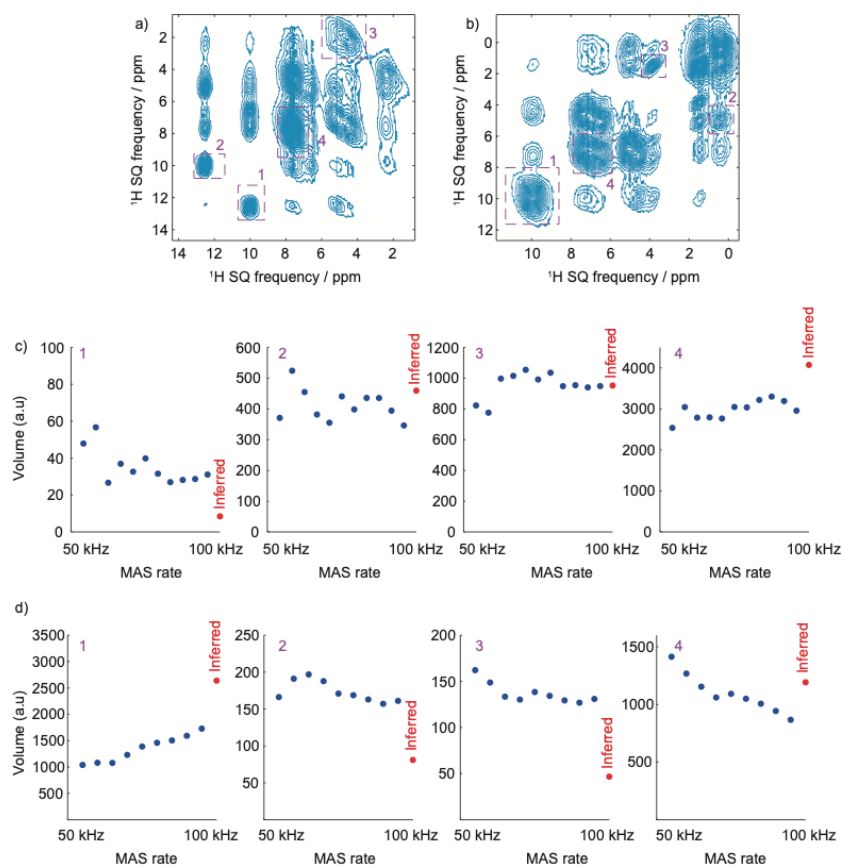 a)
b)
¹H SQ frequency / ppm
2
4
6
8
10
12
14
14 12 10 8 6 4 2
¹H SQ frequency / ppm
1
2
3
4
¹H SQ frequency / ppm
0
2
4
6
8
10
12
10 8 6 4 2 0
¹H SQ frequency / ppm
1
2
3
4
c)
Volume (a.u)
1
100
80
60
40
20
0
50 kHz 100 kHz
MAS rate
Inferred
2
600
500
400
300
200
100
0
50 kHz 100 kHz
MAS rate
Inferred
3
1200
1000
800
600
400
200
0
50 kHz 100 kHz
MAS rate
Inferred
4
4000
3000
2000
1000
0
50 kHz 100 kHz
MAS rate
Inferred
d)
Volume (a.u)
1
3500
3000
2500
2000
1500
1000
500
50 kHz 100 kHz
MAS rate
Inferred
2
250
200
150
100
50
50 kHz 100 kHz
MAS rate
Inferred
3
200
150
100
50
50 kHz 100 kHz
MAS rate
Inferred
4
1500
1000
500
50 kHz 100 kHz
MAS rate
Inferred